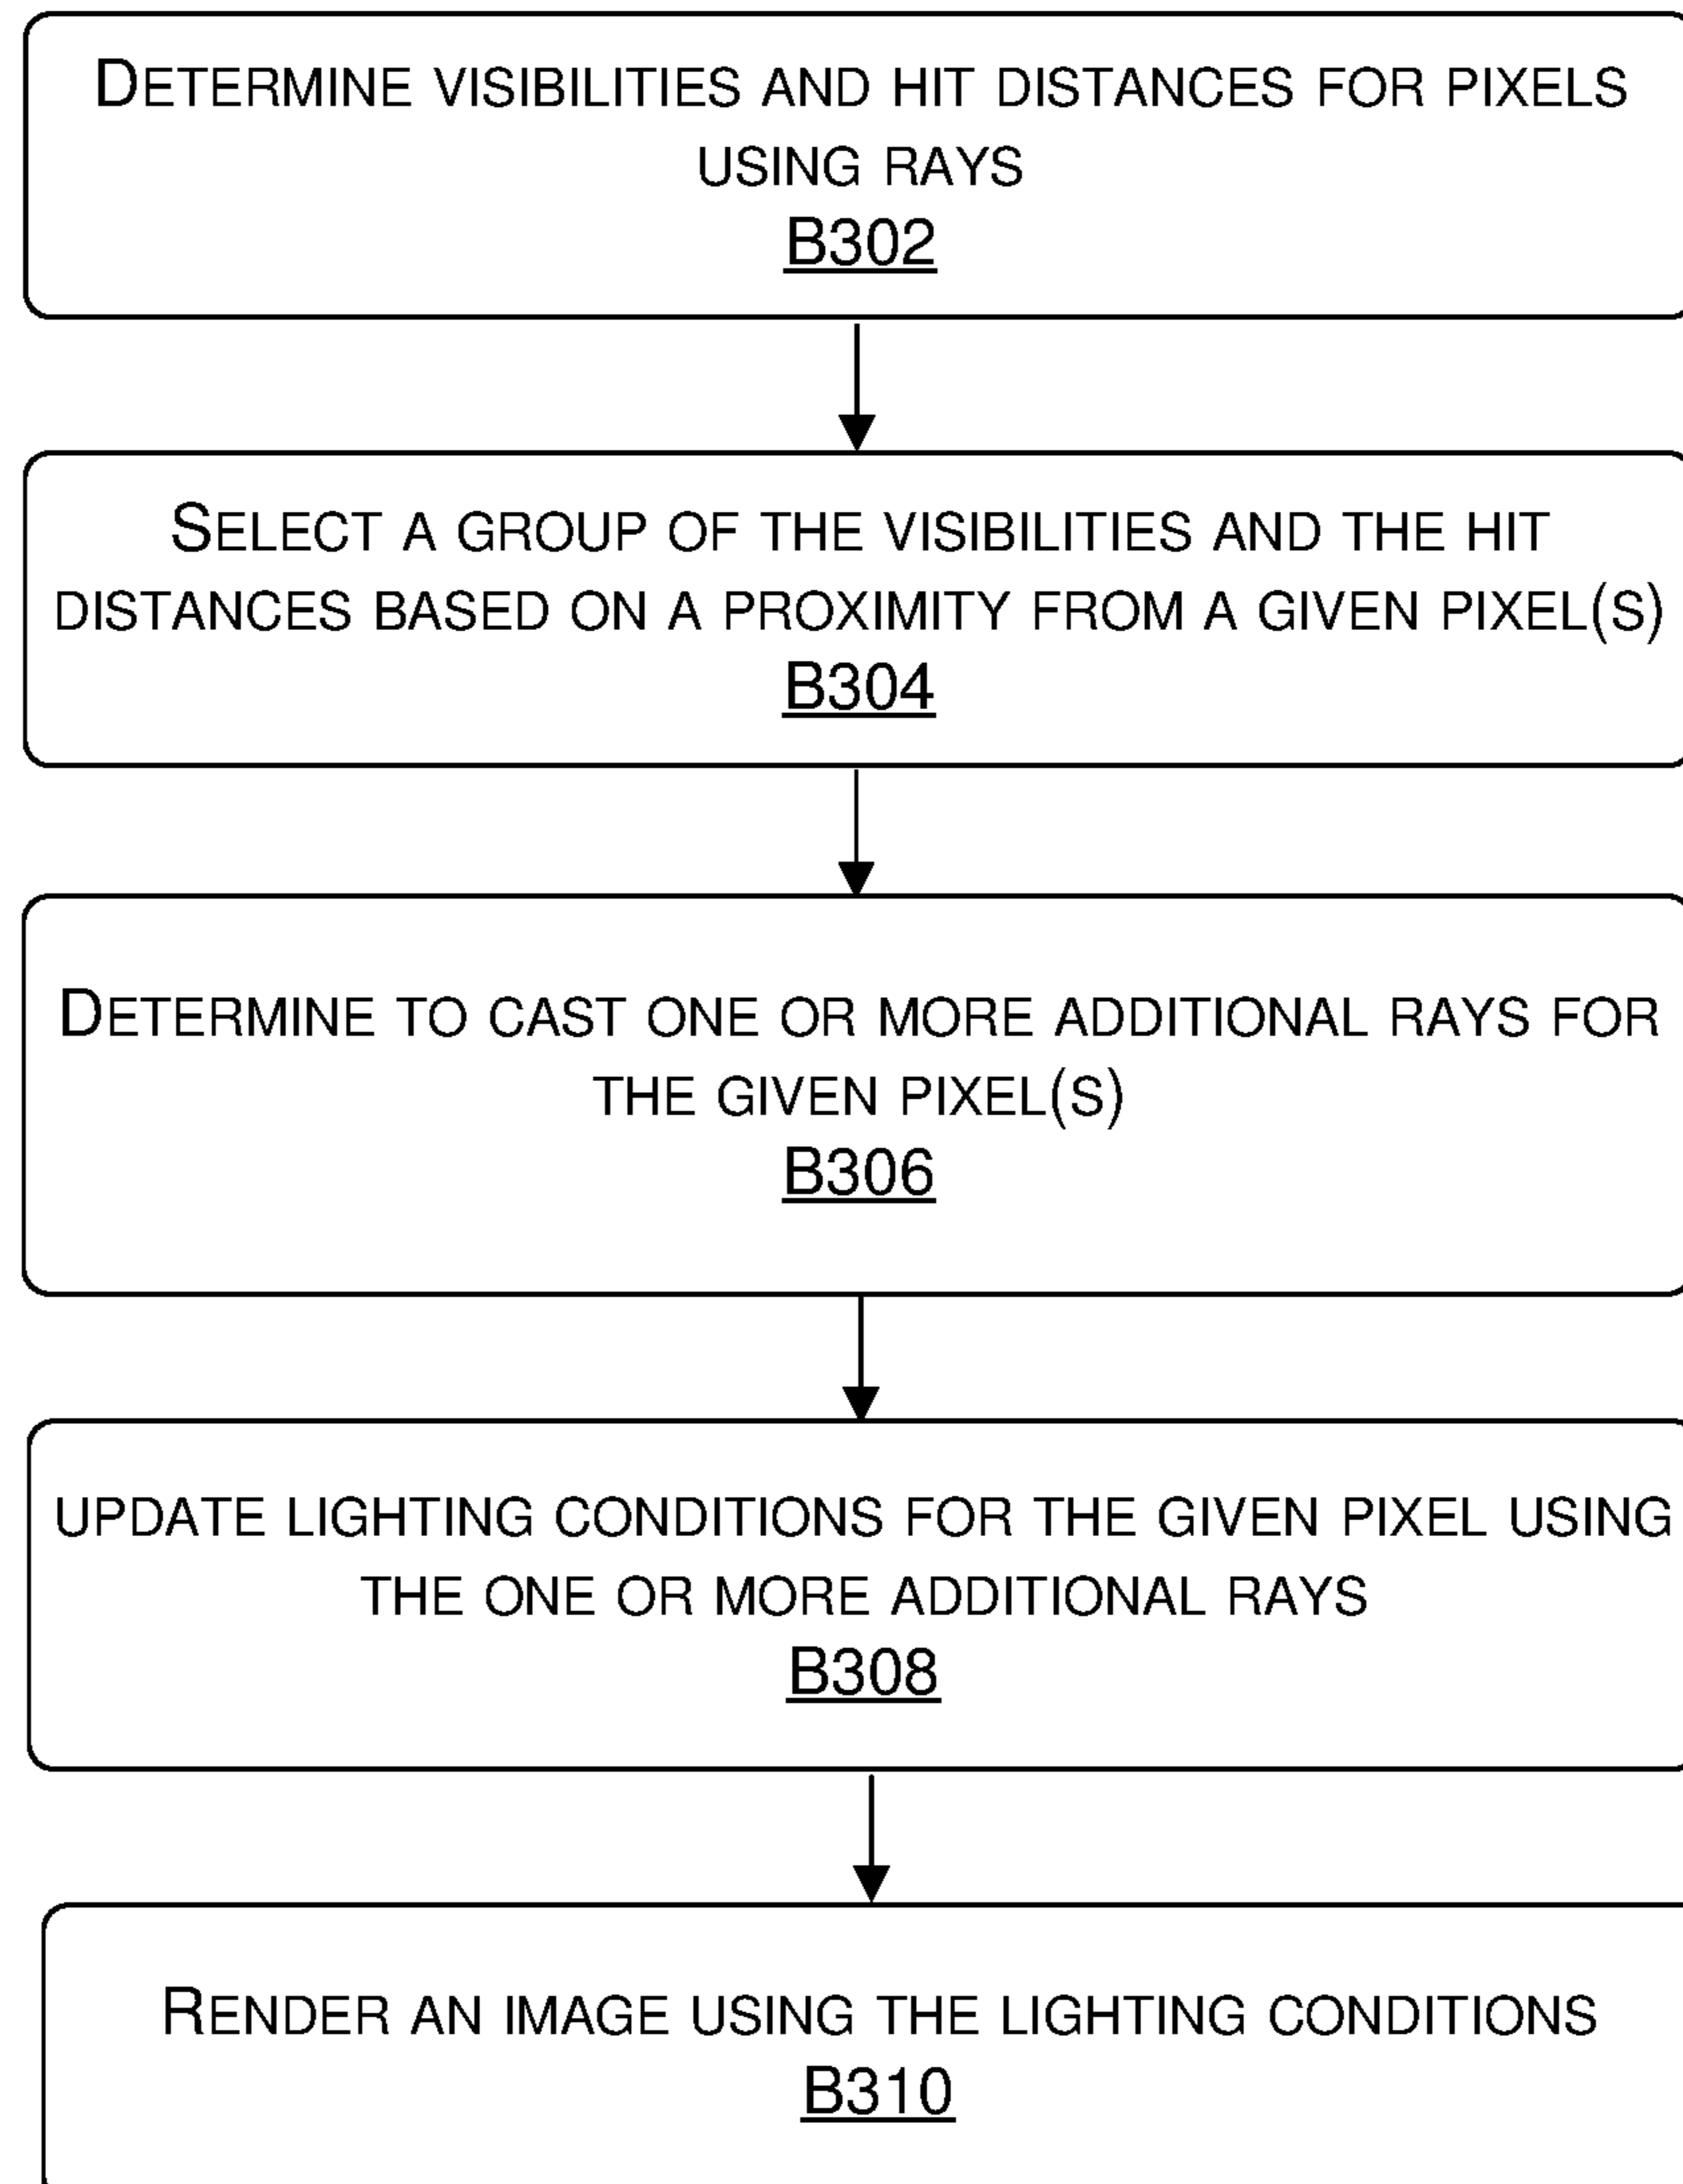 DETERMINE VISIBILITIES AND HIT DISTANCES FOR PIXELS
USING RAYS
B302
SELECT A GROUP OF THE VISIBILITIES AND THE HIT
DISTANCES BASED ON A PROXIMITY FROM A GIVEN PIXEL(S)
B304
DETERMINE TO CAST ONE OR MORE ADDITIONAL RAYS FOR
THE GIVEN PIXEL(S)
B306
UPDATE LIGHTING CONDITIONS FOR THE GIVEN PIXEL USING
THE ONE OR MORE ADDITIONAL RAYS
B308
RENDER AN IMAGE USING THE LIGHTING CONDITIONS
B310